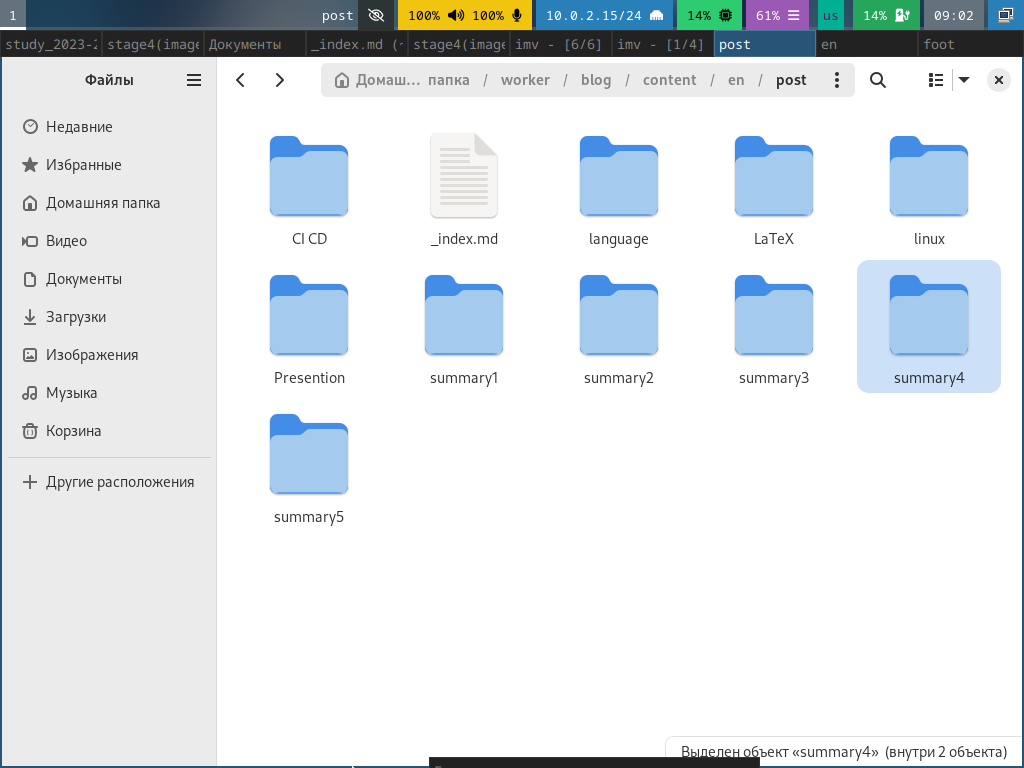 1 post 100% 100% 10.0.2.15/24 14% 61% us 14% 09:02
study_2023-2 stage4(image Документы _index.md (~ stage4(image imv - [6/6] imv - [1/4] post en foot
Файлы
Домаш... папка / worker / blog / content / en / post
Недавние
Избранные
Домашняя папка
Видео
Документы
Загрузки
Изображения
Музыка
Корзина
Другие расположения
CI CD
_index.md
language
LaTeX
linux
Presention
summary1
summary2
summary3
summary4
summary5
Выделен объект «summary4» (внутри 2 объекта)